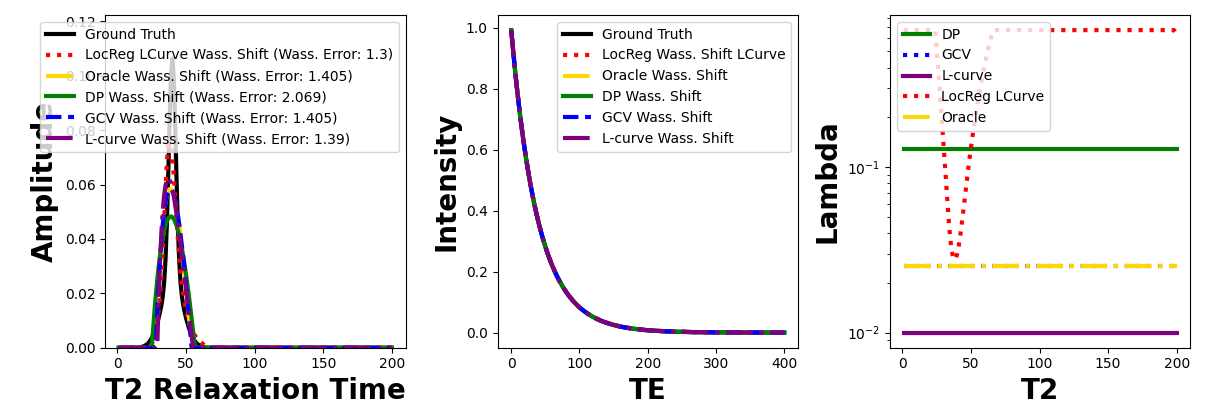 Amplitude
0.12
0.10
0.08
0.06
0.04
0.02
0.00
Ground Truth
LocReg LCurve Wass. Shift (Wass. Error: 1.3)
Oracle Wass. Shift (Wass. Error: 1.405)
DP Wass. Shift (Wass. Error: 2.069)
GCV Wass. Shift (Wass. Error: 1.405)
L-curve Wass. Shift (Wass. Error: 1.39)
0 50 100 150 200
T2 Relaxation Time
Intensity
1.0
0.8
0.6
0.4
0.2
0.0
Ground Truth
LocReg Wass. Shift LCurve
Oracle Wass. Shift
DP Wass. Shift
GCV Wass. Shift
L-curve Wass. Shift
0 100 200 300 400
TE
Lambda
10⁻¹
10⁻²
DP
GCV
L-curve
LocReg LCurve
Oracle
0 50 100 150 200
T2